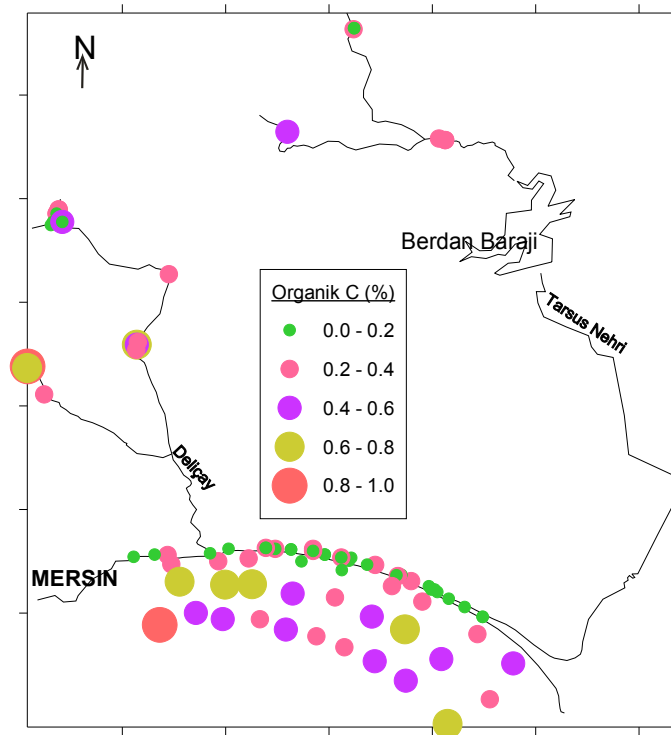 N
Berdan Baraji
Organik C (%)
0.0 - 0.2
0.2 - 0.4
0.4 - 0.6
0.6 - 0.8
0.8 - 1.0
Tarsus Nehri
Deliçay
MERSIN